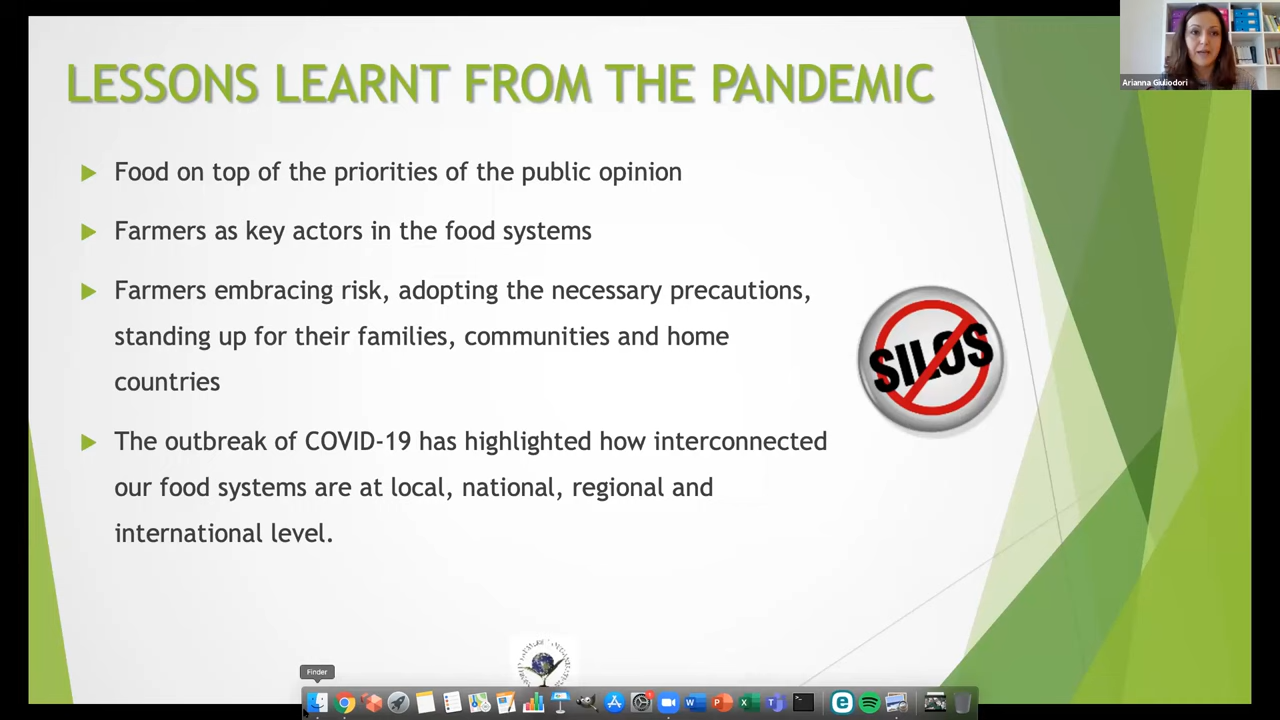 LESSONS LEARNT FROM THE PANDEMIC
Arianna Giuliodori
Food on top of the priorities of the public opinion
Farmers as key actors in the food systems
Farmers embracing risk, adopting the necessary precautions,
standing up for their families, communities and home
countries
SILOS
The outbreak of COVID-19 has highlighted how interconnected
our food systems are at local, national, regional and
international level.
Finder